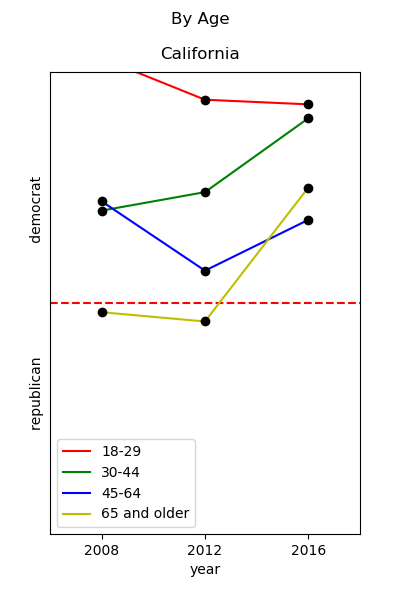 By Age
California
democrat
republican
18-29
30-44
45-64
65 and older
2008 2012 2016
year